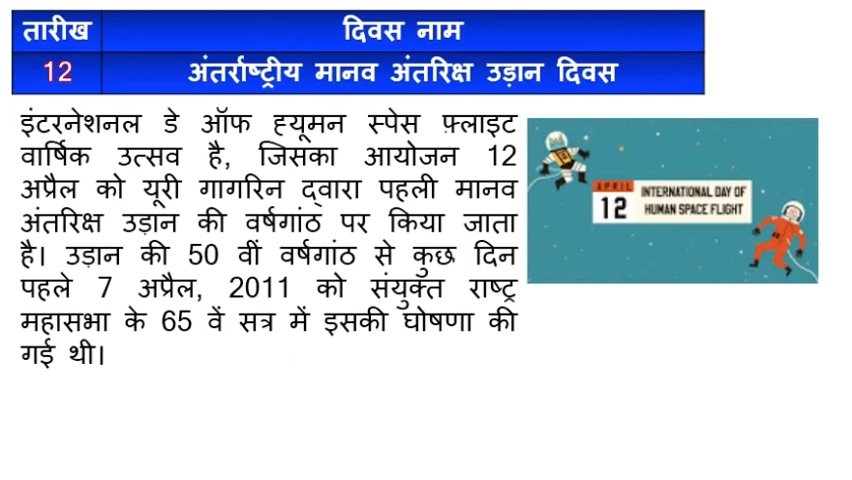 तारीख दिवस नाम
12 अंतर्राष्ट्रीय मानव अंतरिक्ष उड़ान दिवस
इंटरनेशनल डे ऑफ ह्यूमन स्पेस फ़्लाइट
वार्षिक उत्सव है, जिसका आयोजन 12
अप्रैल को यूरी गागरिन द्वारा पहली मानव
अंतरिक्ष उड़ान की वर्षगांठ पर किया जाता
है। उड़ान की 50 वीं वर्षगांठ से कुछ दिन
पहले 7 अप्रैल, 2011 को संयुक्त राष्ट्र
महासभा के 65 वें सत्र में इसकी घोषणा की
गई थी।
APRIL
12
INTERNATIONAL DAY OF
HUMAN SPACE FLIGHT